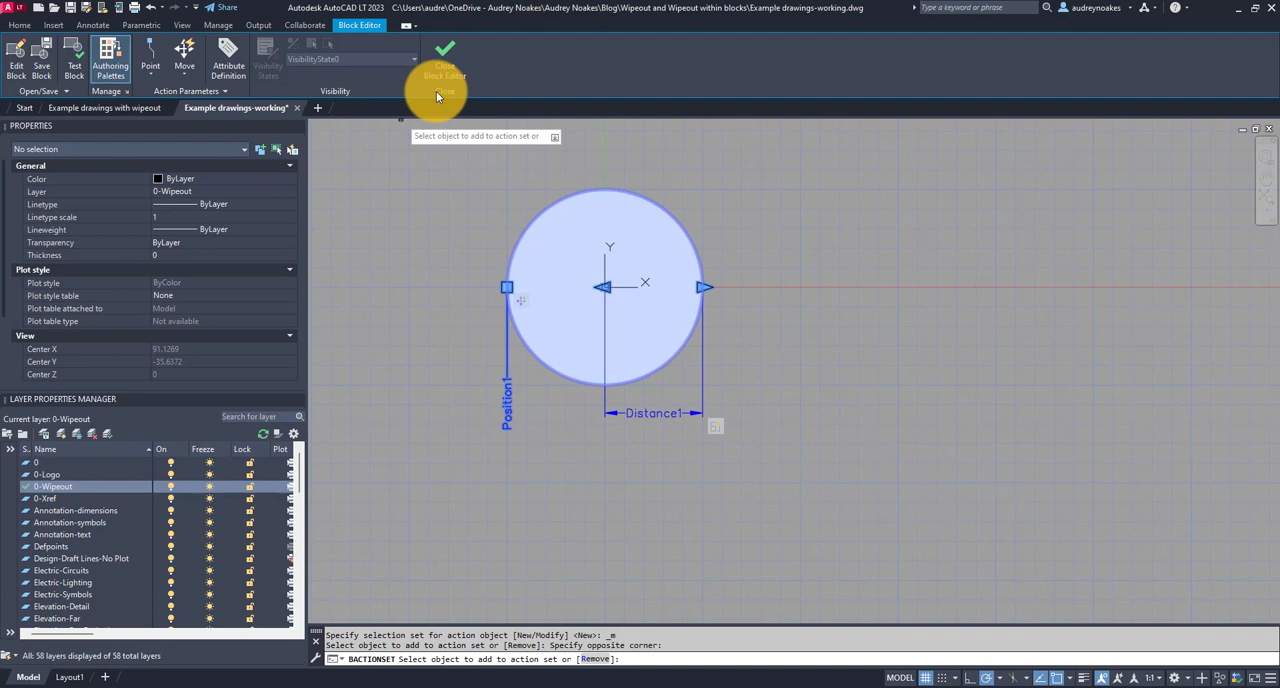 LT
Share
Autodesk AutoCAD LT 2023 C:\users\audre\OneDrive - Audrey Noakes\Audrey Noakes\Blog\Wipeout and Wipeout within blocks\Example drawings-working.dwg
Type a keyword or phrase
audreynoakes
Home Insert Annotate Parametric View Manage Output Collaborate Block Editor
Edit Block
Save Block
Test Block
Authoring Palettes
Point
Move
Attribute Definition
Visibility States
VisibilityState0
Close Block Editor
Open/Save Manage Action Parameters Visibility Close
Start Example drawings with wipeout Example drawings-working*
PROPERTIES
No selection
General
Color ByLayer
Layer 0-Wipeout
Linetype ByLayer
Linetype scale 1
Lineweight ByLayer
Transparency ByLayer
Thickness 0
Plot style
Plot style ByColor
Plot style table None
Plot table attached to Model
Plot table type Not available
View
Center X 91.1269
Center Y -35.6372
Center Z 0
LAYER PROPERTIES MANAGER
Current layer: 0-Wipeout
Search for layer
S.. Name On Freeze Lock Plot
0
0-Logo
0-Wipeout
0-Xref
Annotation-dimensions
Annotation-symbols
Annotation-text
Defpoints
Design-Draft Lines-No Plot
Electric-Circuits
Electric-Lighting
Electric-Symbols
Elevation-Detail
Elevation-Far
All: 58 layers displayed of 58 total layers
Select object to add to action set or
Y
X
Position1
Distance1
Specify selection set for action object [New/Modify] <New>: _m
Select object to add to action set or [Remove]: Specify opposite corner:
BACTIONSET Select object to add to action set or [Remove]:
Model Layout1 +
MODEL
1:1